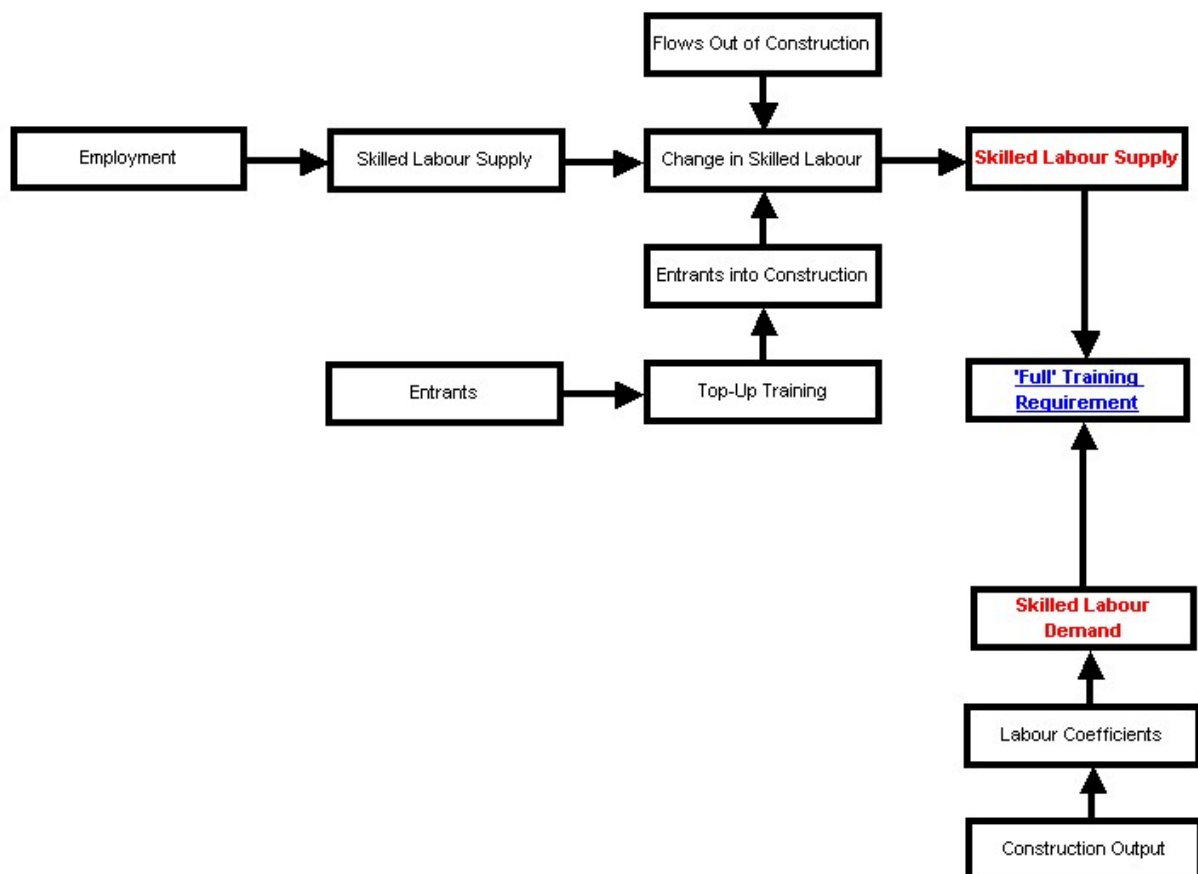 Flows Out of Construction
Employment
Skilled Labour Supply
Change in Skilled Labour
Skilled Labour Supply
Entrants into Construction
Entrants
Top-Up Training
'Full' Training
Requirement
Skilled Labour
Demand
Labour Coefficients
Construction Output